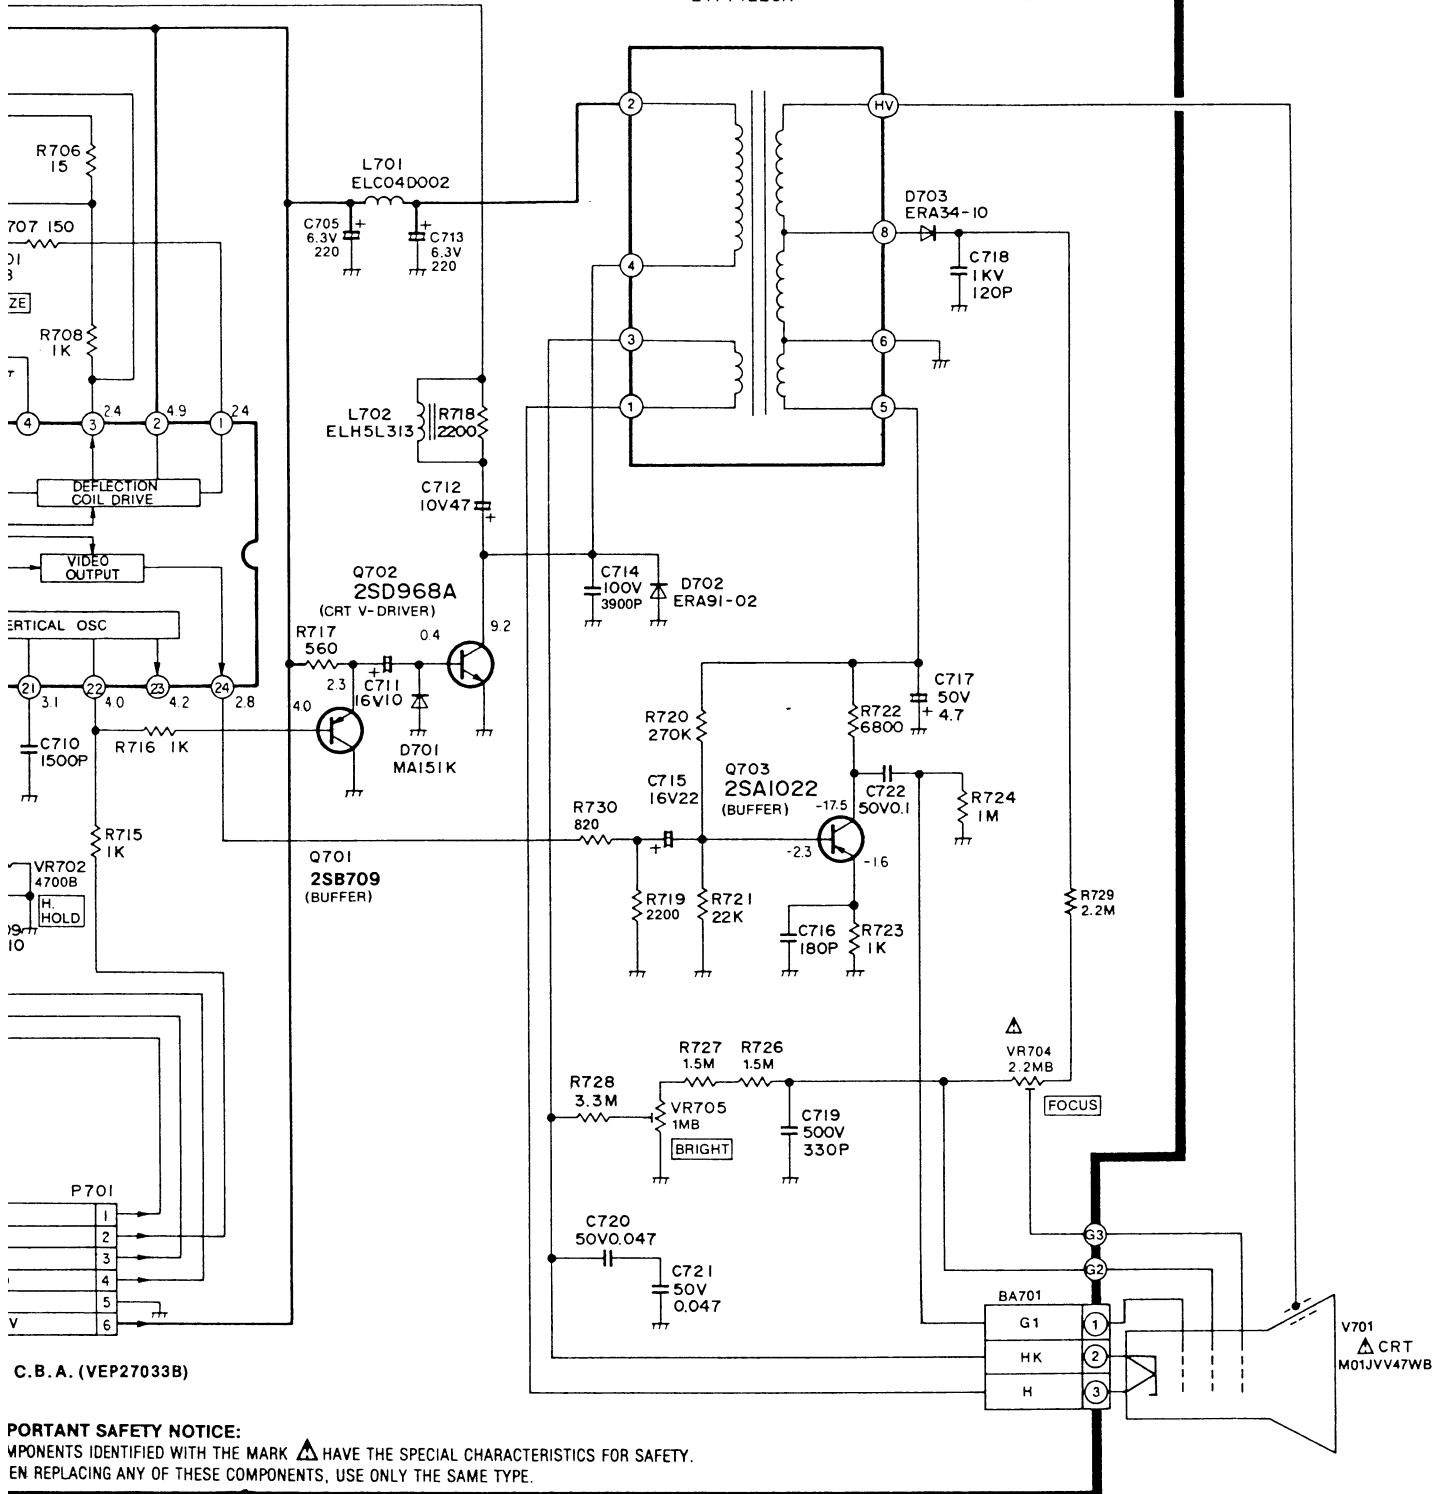 R706
15
L701
ELC04D002
707 150
C705
6.3V
220
+
+
C713
6.3V
220
ZE
R708
1K
2
4
3
1
HV
8
6
5
D703
ERA34-10
C718
1KV
120P
L702
ELH5L313
R718
2200
4
3
2.4
2
4.9
1
2.4
DEFLECTION
COIL DRIVE
C712
10V47
+
VIDEO
OUTPUT
Q702
2SD968A
(CRT V-DRIVER)
C714
100V
3900P
D702
ERA91-02
ERTICAL OSC
R717
560
0.4
9.2
21
3.1
22
4.0
23
4.2
24
2.8
2.3
4.0
+
C711
16V10
C710
1500P
R716 1K
D701
MA151K
R720
270K
R722
6800
C717
50V
+ 4.7
C715
16V22
+
Q703
2SA1022
(BUFFER)
-17.5
-2.3
-1.6
C722
50V0.1
R724
1M
R730
820
R715
1K
VR702
4700B
H.
HOLD
10
Q701
2SB709
(BUFFER)
R719
2200
R721
22K
C716
180P
R723
1K
R729
2.2M
R727
1.5M
R726
1.5M
VR704
2.2MB
FOCUS
R728
3.3M
VR705
1MB
BRIGHT
C719
500V
330P
P701
1
2
3
4
5
6
V
C720
50V0.047
C721
50V
0.047
G3
G2
BA701
G1
1
HK
2
H
3
V701
CRT
M01JVV47WB
C.B.A. (VEP27033B)
PORTANT SAFETY NOTICE:
MPONENTS IDENTIFIED WITH THE MARK ⚠ HAVE THE SPECIAL CHARACTERISTICS FOR SAFETY.
EN REPLACING ANY OF THESE COMPONENTS, USE ONLY THE SAME TYPE.